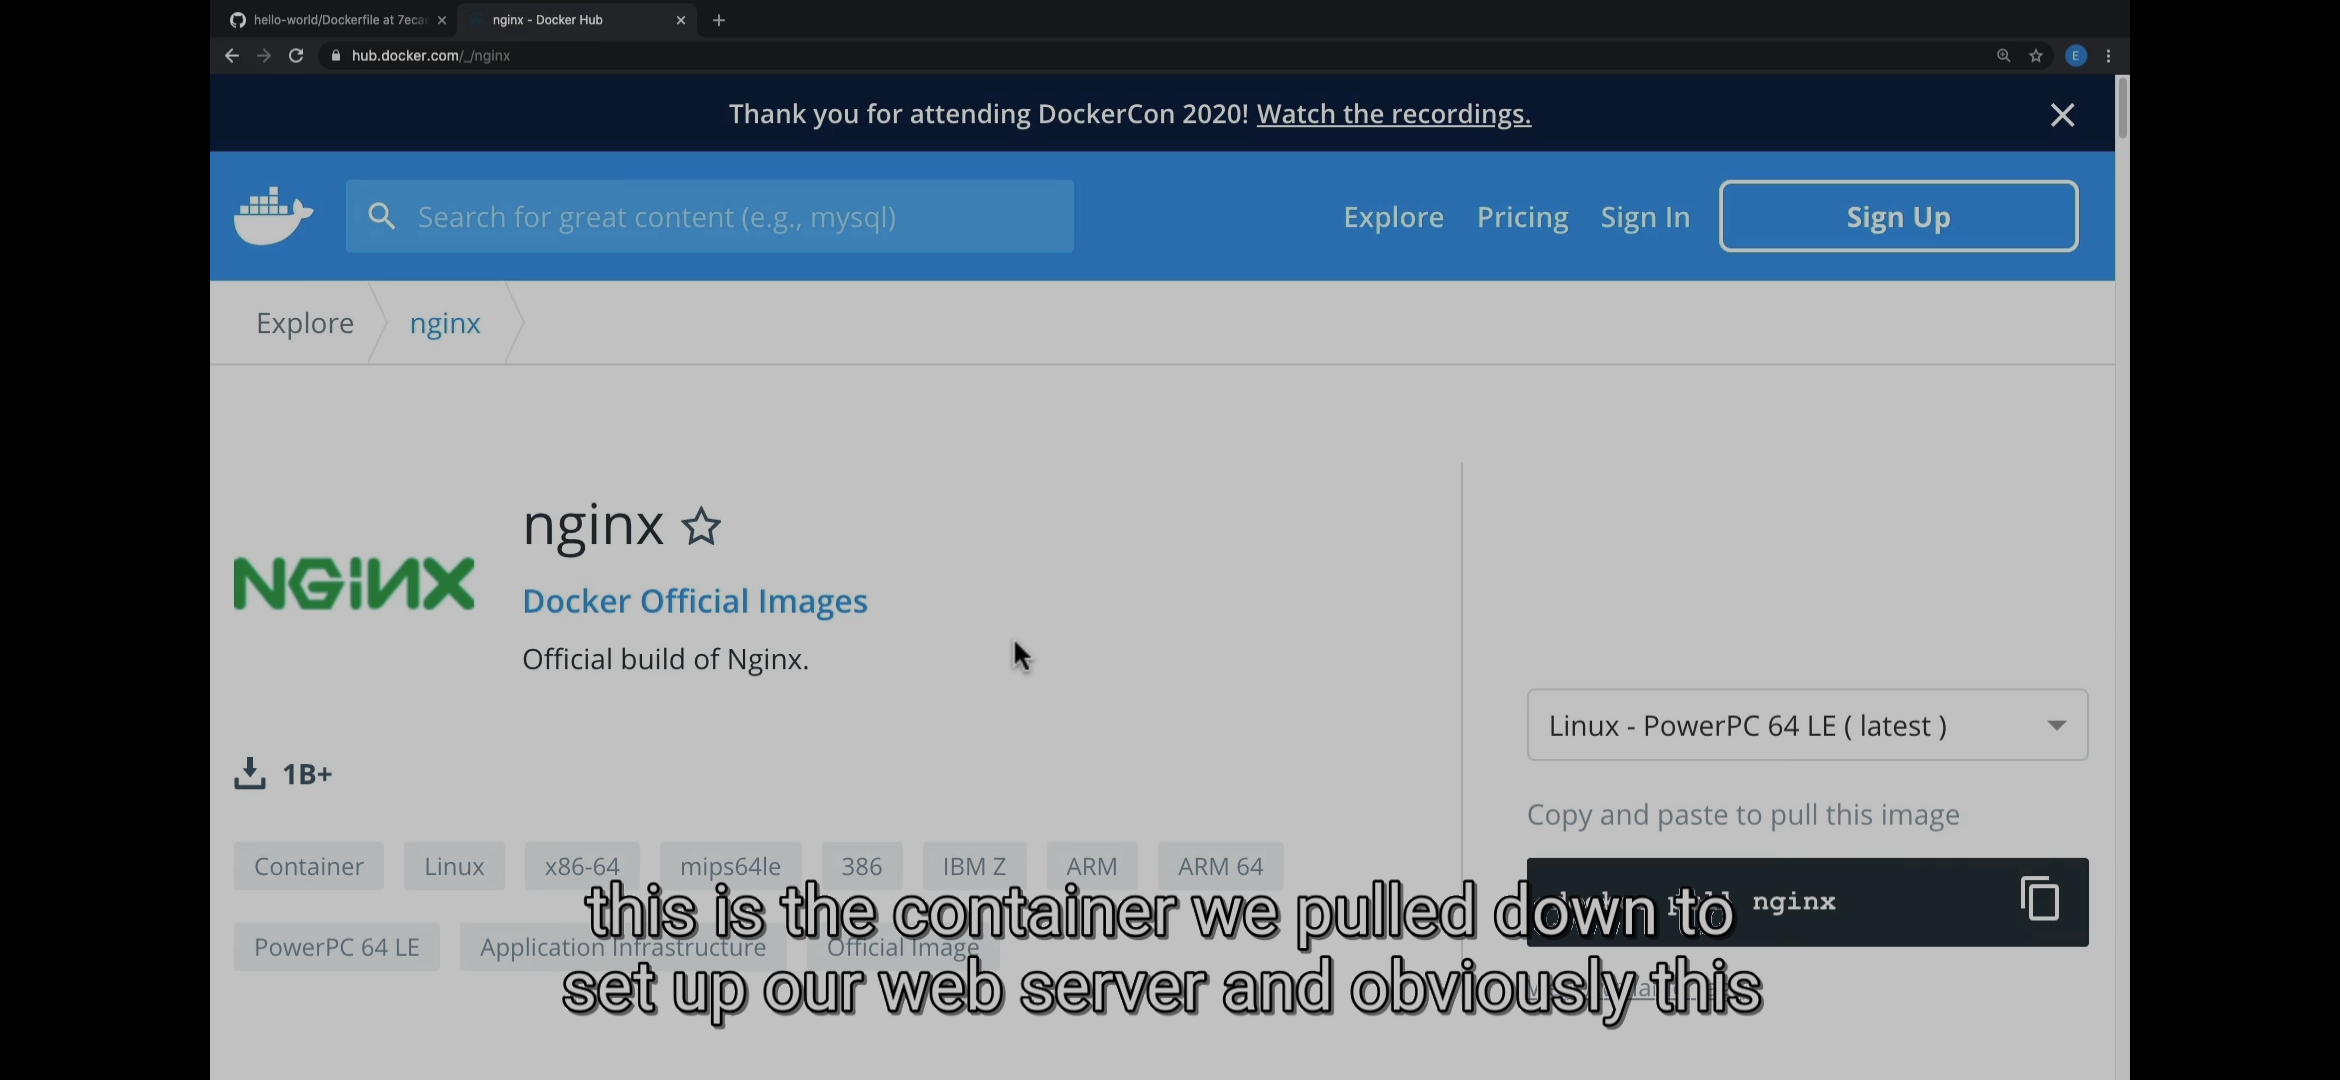 hello-world/Dockerfile at 7eca
nginx - Docker Hub
hub.docker.com/_/nginx
E
Thank you for attending DockerCon 2020! Watch the recordings.
Search for great content (e.g., mysql)
Explore
Pricing
Sign In
Sign Up
Explore
nginx
nginx
NGINX
Docker Official Images
Official build of Nginx.
Linux - PowerPC 64 LE ( latest )
1B+
Copy and paste to pull this image
Container
Linux
x86-64
mips64le
386
IBM Z
ARM
ARM 64
nginx
PowerPC 64 LE
Application Infrastructure
Official Image
this is the container we pulled down to
set up our web server and obviously this